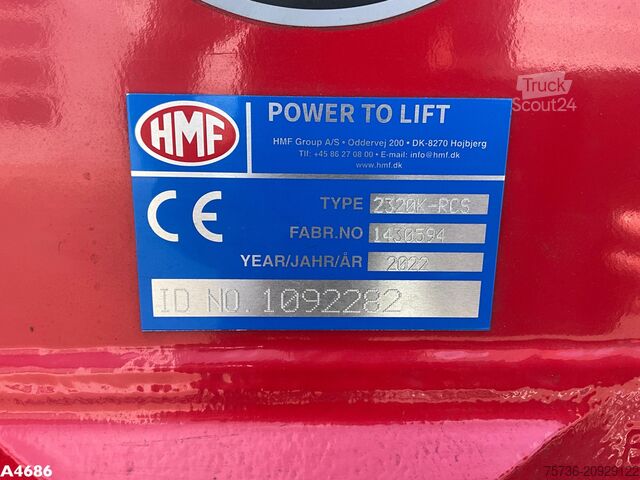 Truck
Scout24
HMF
POWER TO LIFT
HMF Group A/S • Oddervej 200 • DK-8270 Højbjerg
Tlf: +45 86 27 08 00 • E-mail: info@hmf.dk
www.hmf.dk
CE
TYPE 2320K-RCS
FABR.NO 1430594
YEAR/JAHR/ÅR 2022
ID NO. 1092282
A4686
75736-20929122